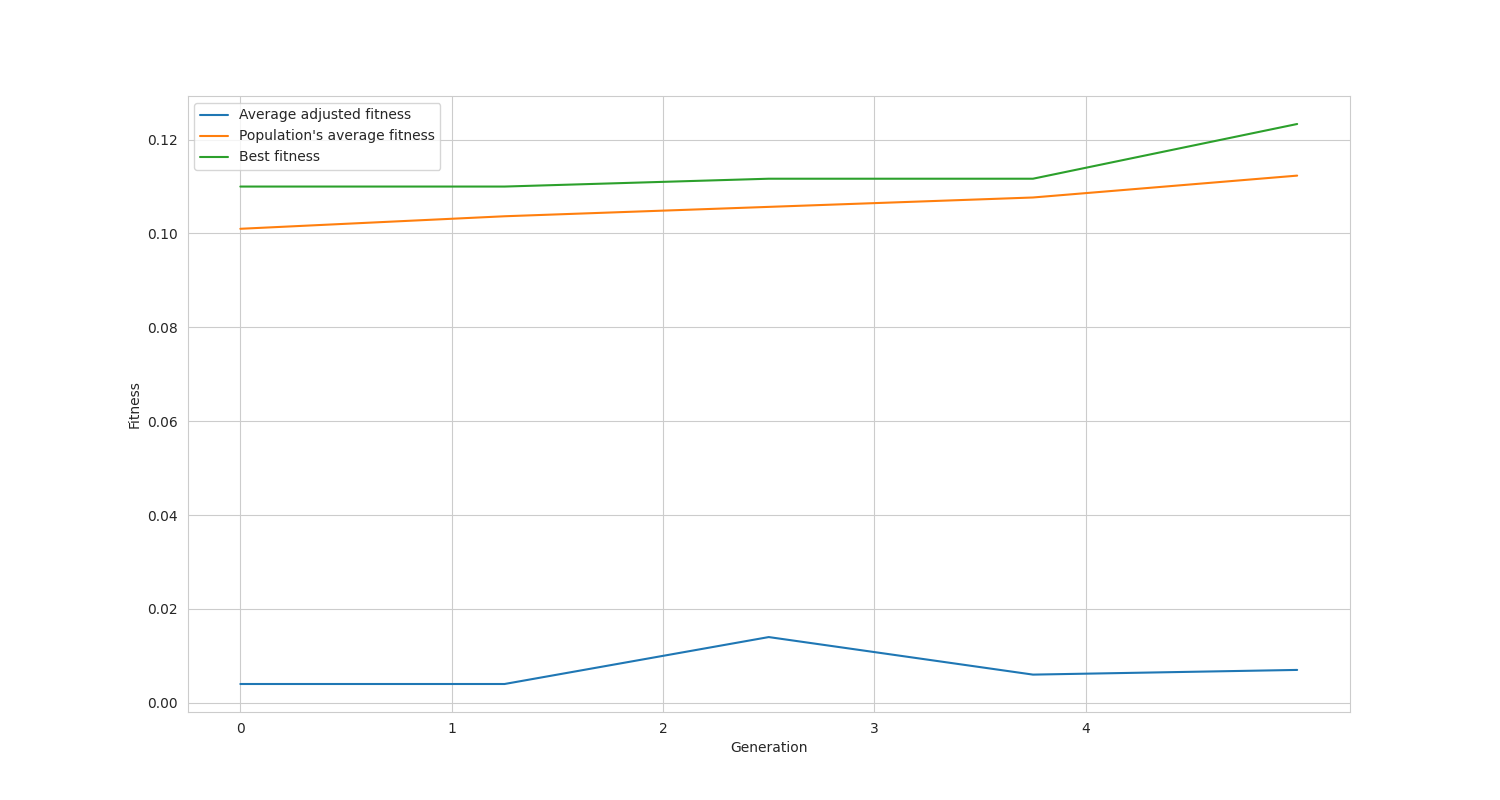 Average adjusted fitness
Population's average fitness
Best fitness
0.12
0.10
0.08
0.06
0.04
0.02
0.00
Fitness
0 1 2 3 4
Generation